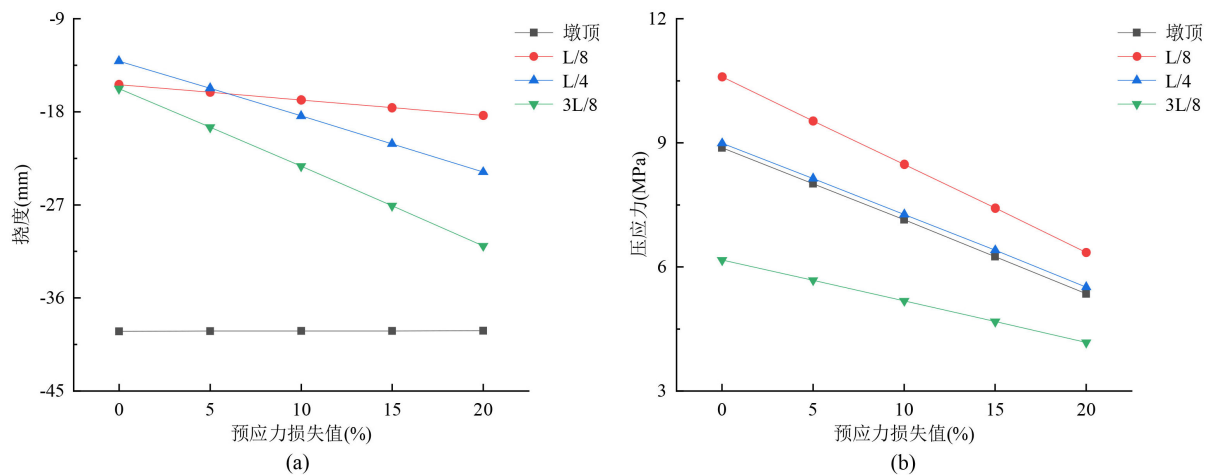 -9
-18
-27
-36
-45
挠度(mm)
0 5 10 15 20
预应力损失值(%)
墩顶
L/8
L/4
3L/8
(a)
12
9
6
3
压应力(MPa)
0 5 10 15 20
预应力损失值(%)
墩顶
L/8
L/4
3L/8
(b)